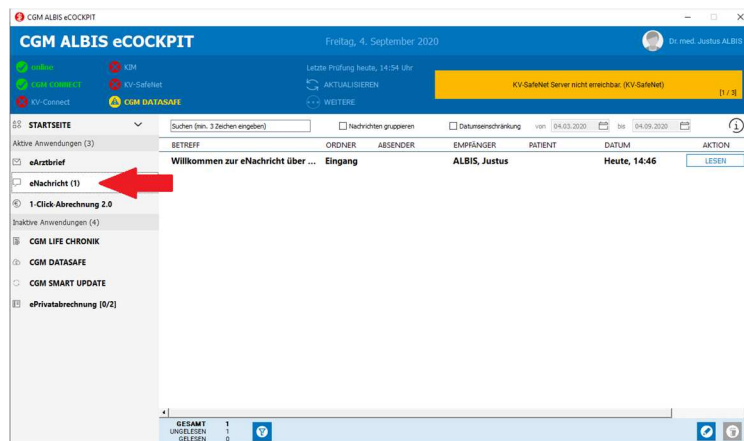 CGM ALBIS eCOCKPIT
CGM ALBIS eCOCKPIT
Freitag, 4. September 2020
Dr. med. Justus ALBIS
online
KIM
Letzte Prüfung heute, 14:54 Uhr
CGM CONNECT
KV-SafeNet
AKTUALISIEREN
KV-SafeNet Server nicht erreichbar. (KV-SafeNet)
[1 / 3]
KV-Connect
CGM DATASAFE
WEITERE
STARTSEITE
Suchen (min. 3 Zeichen eingeben)
Nachrichten gruppieren
Datumseinschränkung
von 04.03.2020
bis 04.09.2020
Aktive Anwendungen (3)
BETREFF ORDNER ABSENDER EMPFÄNGER PATIENT DATUM AKTION
eArztbrief
Willkommen zur eNachricht über ... Eingang ALBIS, Justus Heute, 14:46 LESEN
eNachricht (1)
1-Click-Abrechnung 2.0
Inaktive Anwendungen (4)
CGM LIFE CHRONIK
CGM DATASAFE
CGM SMART UPDATE
ePrivatabrechnung [0/2]
GESAMT 1
UNGELESEN 1
GELESEN 0